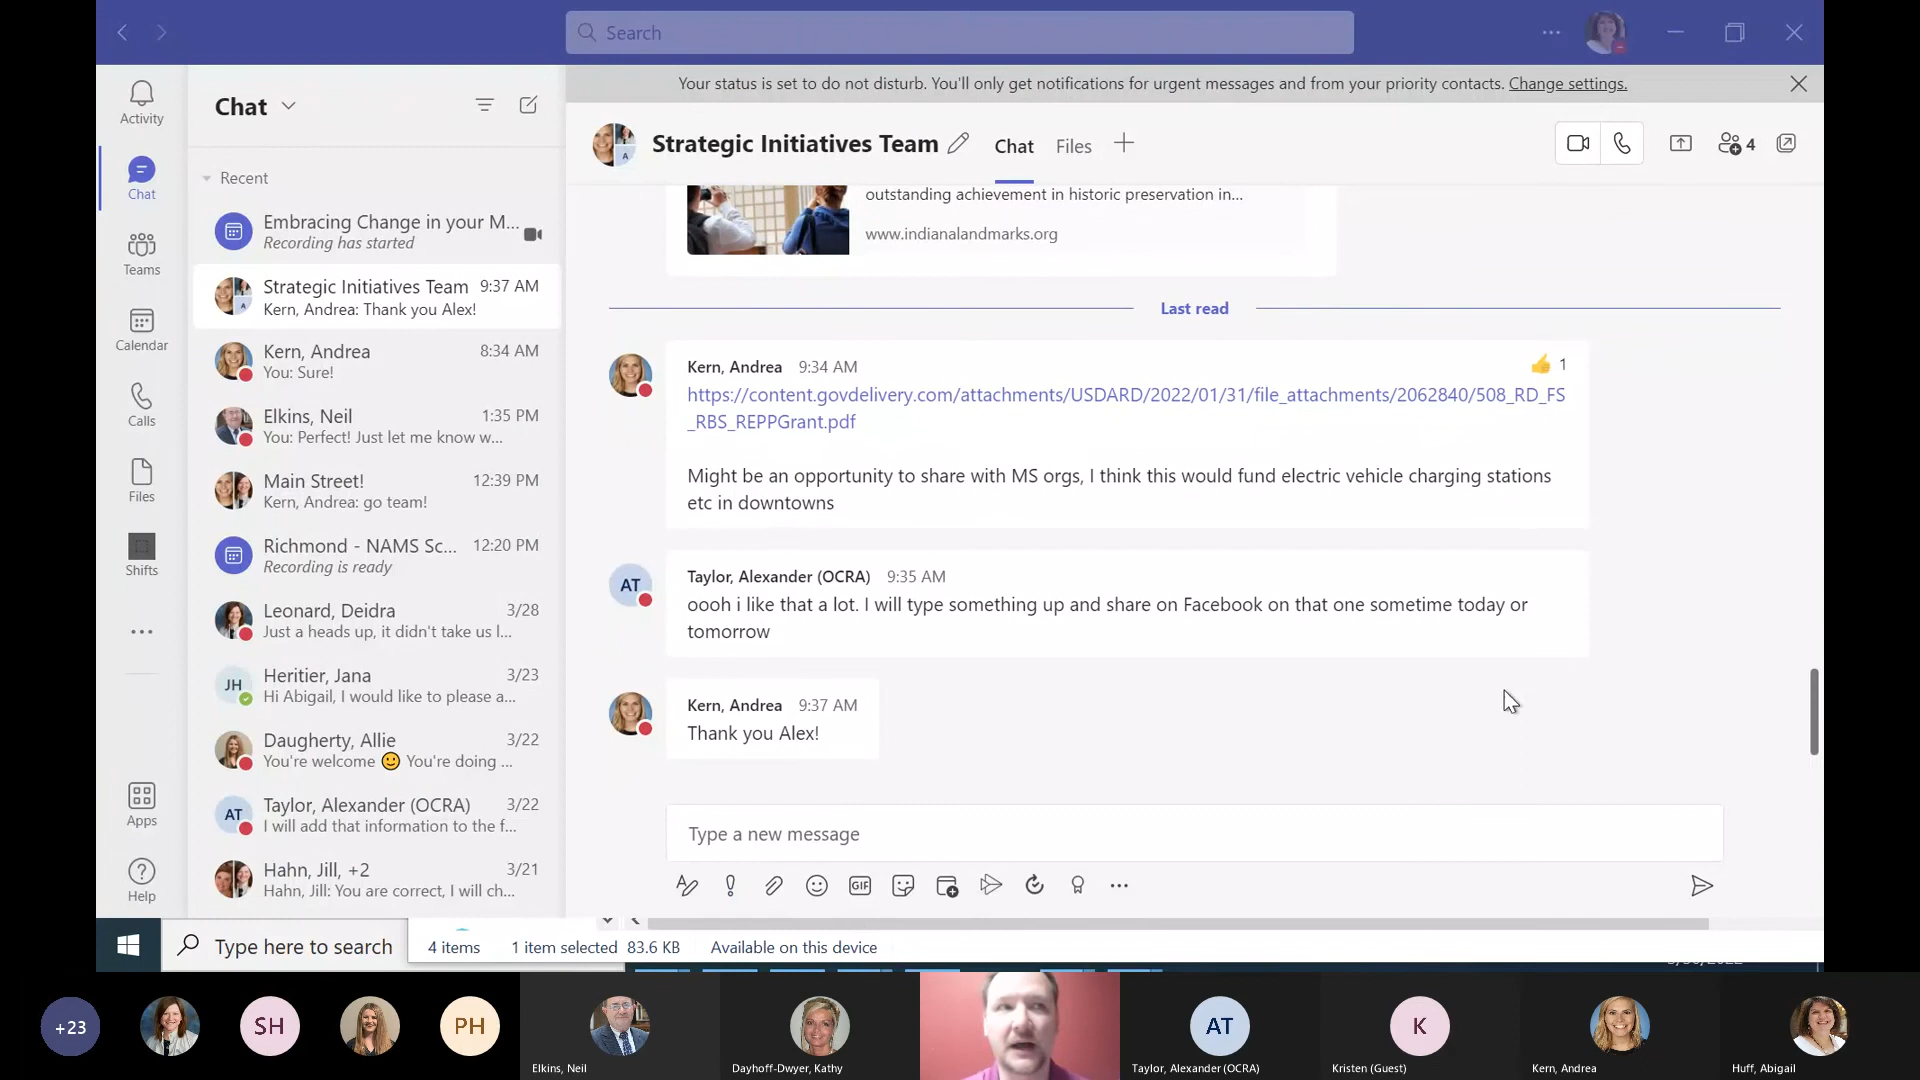 Search
Your status is set to do not disturb. You'll only get notifications for urgent messages and from your priority contacts. Change settings.
Activity
Chat
Teams
Calendar
Calls
Files
Shifts
Apps
Help
Chat
Recent
Embracing Change in your M...
Recording has started
Strategic Initiatives Team 9:37 AM
Kern, Andrea: Thank you Alex!
Kern, Andrea 8:34 AM
You: Sure!
Elkins, Neil 1:35 PM
You: Perfect! Just let me know w...
Main Street! 12:39 PM
Kern, Andrea: go team!
Richmond - NAMS Sc... 12:20 PM
Recording is ready
Leonard, Deidra 3/28
Just a heads up, it didn't take us l...
JH
Heritier, Jana 3/23
Hi Abigail, I would like to please a...
Daugherty, Allie 3/22
You're welcome 🙂 You're doing ...
AT
Taylor, Alexander (OCRA) 3/22
I will add that information to the f...
Hahn, Jill, +2 3/21
Hahn, Jill: You are correct, I will ch...
A
Strategic Initiatives Team
Chat Files
4
outstanding achievement in historic preservation in...
www.indianalandmarks.org
Last read
Kern, Andrea 9:34 AM
👍 1
https://content.govdelivery.com/attachments/USDARD/2022/01/31/file_attachments/2062840/508_RD_FS
_RBS_REPPGrant.pdf
Might be an opportunity to share with MS orgs, I think this would fund electric vehicle charging stations
etc in downtowns
AT
Taylor, Alexander (OCRA) 9:35 AM
oooh i like that a lot. I will type something up and share on Facebook on that one sometime today or
tomorrow
Kern, Andrea 9:37 AM
Thank you Alex!
Type a new message
GIF
Type here to search
4 items 1 item selected 83.6 KB Available on this device
+23
SH
PH
Elkins, Neil
Dayhoff-Dwyer, Kathy
AT
Taylor, Alexander (OCRA)
K
Kristen (Guest)
Kern, Andrea
Huff, Abigail